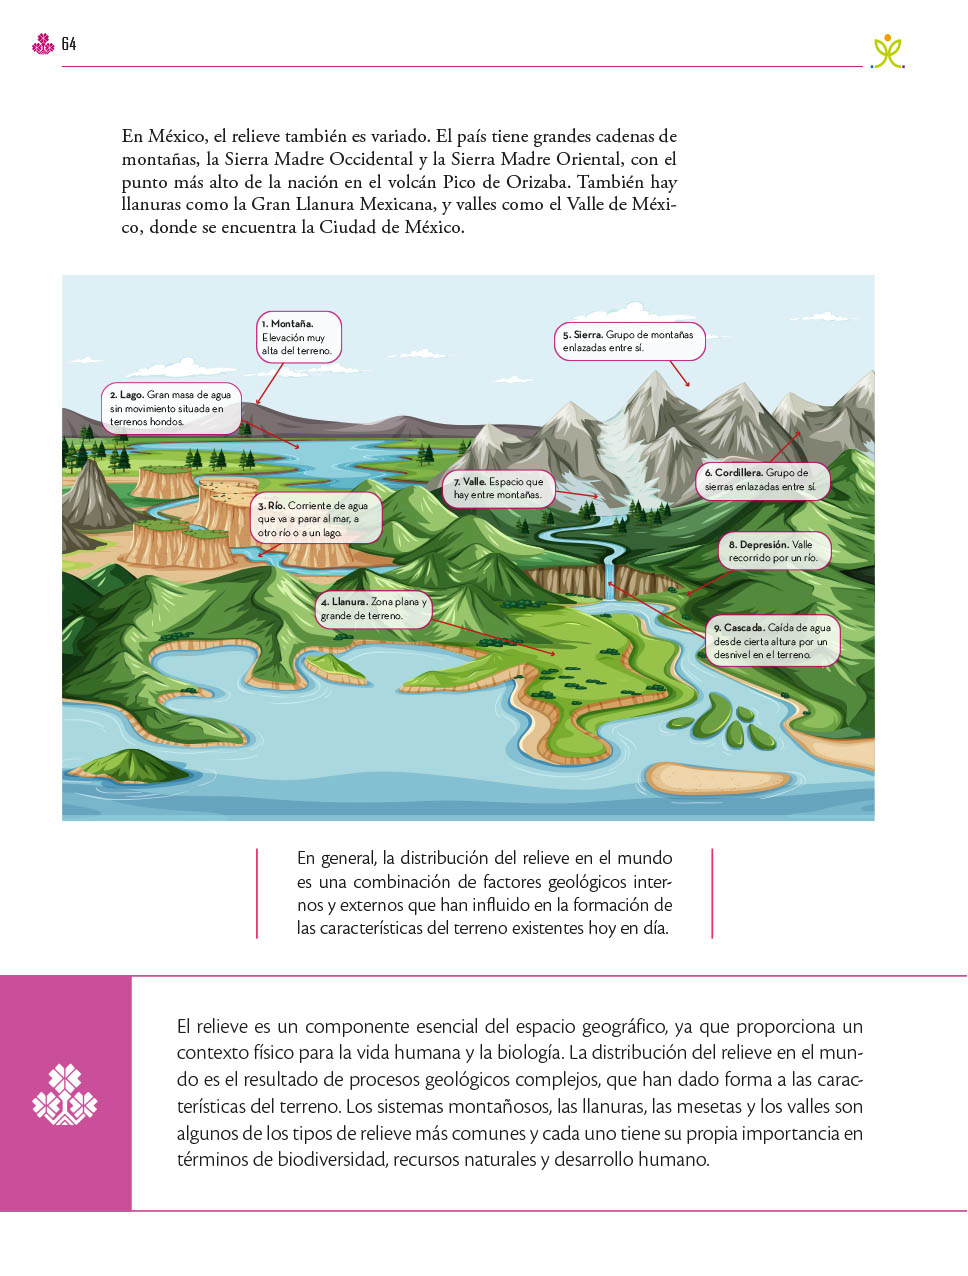 64
En México, el relieve también es variado. El país tiene grandes cadenas de
montañas, la Sierra Madre Occidental y la Sierra Madre Oriental, con el
punto más alto de la nación en el volcán Pico de Orizaba. También hay
llanuras como la Gran Llanura Mexicana, y valles como el Valle de Méxi-
co, donde se encuentra la Ciudad de México.
1. Montaña.
Elevación muy
alta del terreno.
2. Lago. Gran masa de agua
sin movimiento situada en
terrenos hondos.
3. Río. Corriente de agua
que va a parar al mar, a
otro río o a un lago.
4. Llanura. Zona plana y
grande de terreno.
5. Sierra. Grupo de montañas
enlazadas entre sí.
6. Cordillera. Grupo de
sierras enlazadas entre sí.
7. Valle. Espacio que
hay entre montañas.
8. Depresión. Valle
recorrido por un río.
9. Cascada. Caída de agua
desde cierta altura por un
desnivel en el terreno.
En general, la distribución del relieve en el mundo
es una combinación de factores geológicos inter-
nos y externos que han influido en la formación de
las características del terreno existentes hoy en día.
El relieve es un componente esencial del espacio geográfico, ya que proporciona un
contexto físico para la vida humana y la biología. La distribución del relieve en el mun-
do es el resultado de procesos geológicos complejos, que han dado forma a las carac-
terísticas del terreno. Los sistemas montañosos, las llanuras, las mesetas y los valles son
algunos de los tipos de relieve más comunes y cada uno tiene su propia importancia en
términos de biodiversidad, recursos naturales y desarrollo humano.